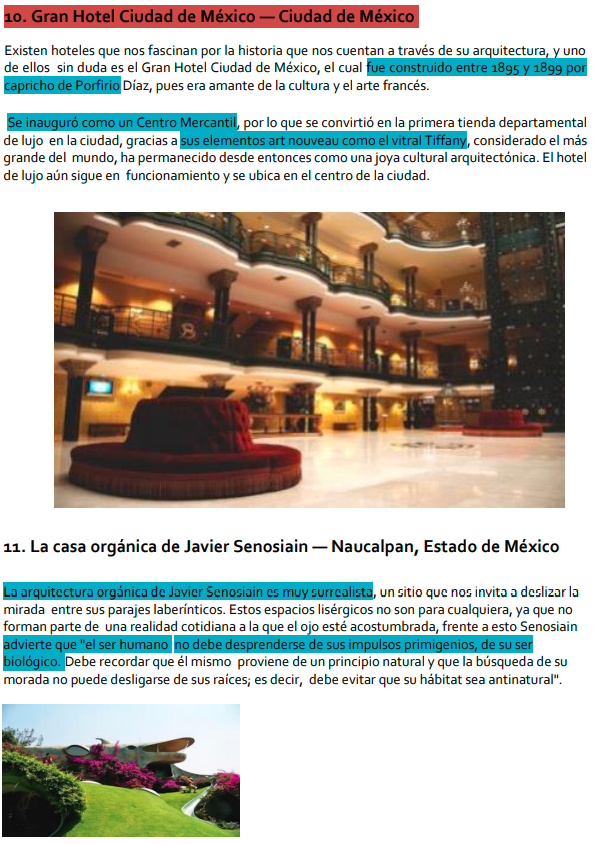 10. Gran Hotel Ciudad de México — Ciudad de México
Existen hoteles que nos fascinan por la historia que nos cuentan a través de su arquitectura, y uno
de ellos sin duda es el Gran Hotel Ciudad de México, el cual fue construido entre 1895 y 1899 por
capricho de Porfirio Díaz, pues era amante de la cultura y el arte francés.
Se inauguró como un Centro Mercantil, por lo que se convirtió en la primera tienda departamental
de lujo en la ciudad, gracias a sus elementos art nouveau como el vitral Tiffany, considerado el más
grande del mundo, ha permanecido desde entonces como una joya cultural arquitectónica. El hotel
de lujo aún sigue en funcionamiento y se ubica en el centro de la ciudad.
11. La casa orgánica de Javier Senosiain — Naucalpan, Estado de México
La arquitectura orgánica de Javier Senosiain es muy surrealista, un sitio que nos invita a deslizar la
mirada entre sus parajes laberínticos. Estos espacios lisérgicos no son para cualquiera, ya que no
forman parte de una realidad cotidiana a la que el ojo esté acostumbrada, frente a esto Senosiain
advierte que "el ser humano no debe desprenderse de sus impulsos primigenios, de su ser
biológico. Debe recordar que él mismo proviene de un principio natural y que la búsqueda de su
morada no puede desligarse de sus raíces; es decir, debe evitar que su hábitat sea antinatural".